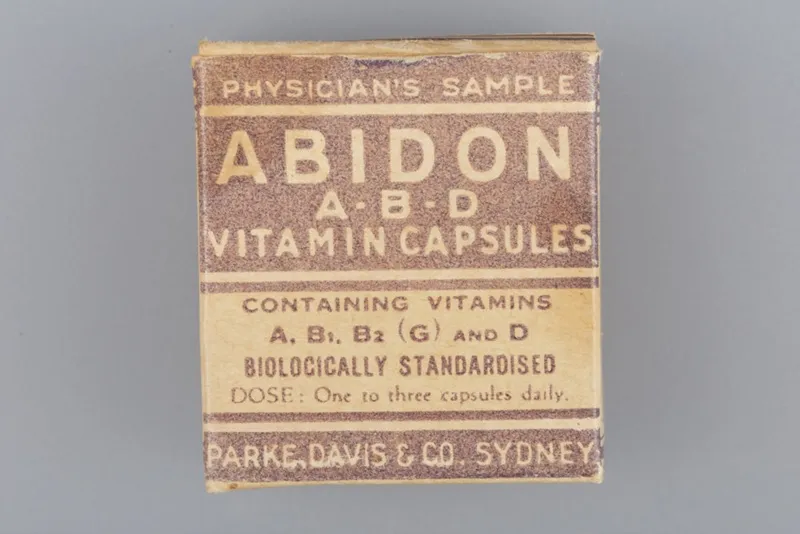 PHYSICIAN'S SAMPLE
ABIDON
A-B-D
VITAMIN CAPSULES
CONTAINING VITAMINS
A, B1, B2 (G) AND D
BIOLOGICALLY STANDARDISED
DOSE: One to three capsules daily.
PARKE, DAVIS & CO. SYDNEY